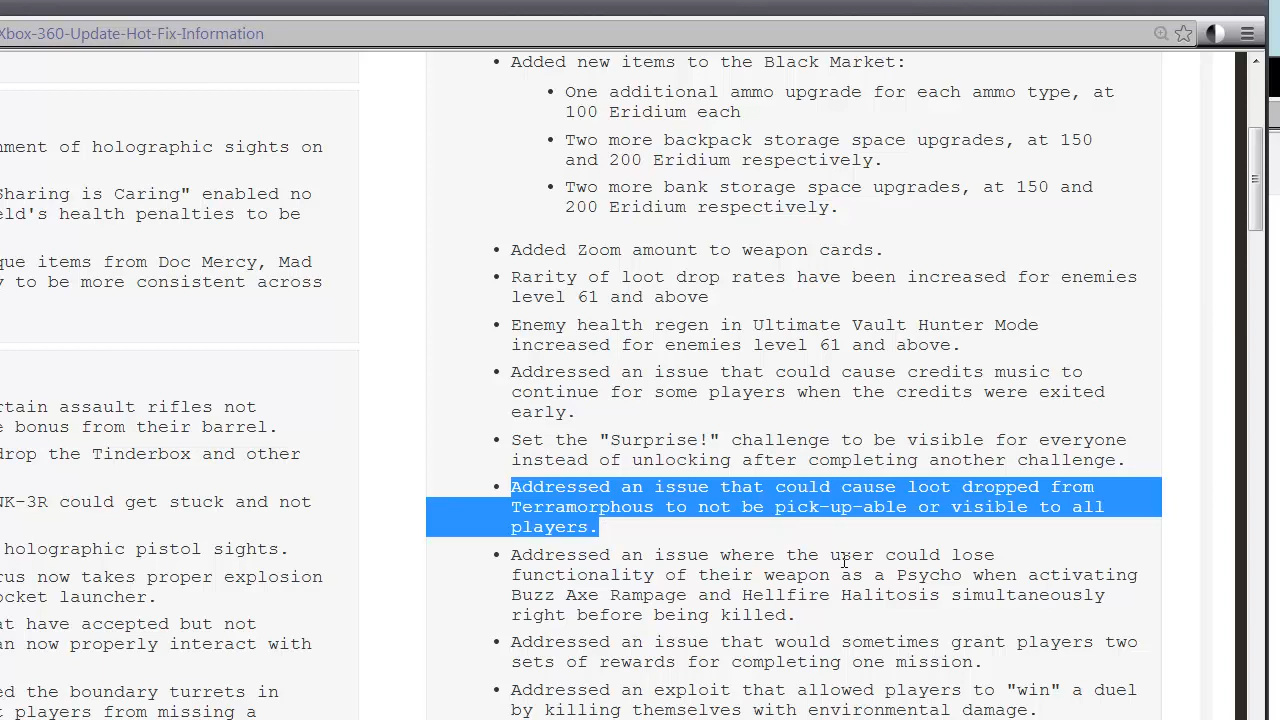 Xbox-360-Update-Hot-Fix-Information
of holographic sights on
Sharing is Caring" enabled no
health penalties to be
items from Doc Mercy, Mad
to be more consistent across
assault rifles not
bonus from their barrel.
drop the Tinderbox and other
could get stuck and not
holographic pistol sights.
now takes proper explosion
launcher.
have accepted but not
now properly interact with
the boundary turrets in
players from missing a
• Added new items to the Black Market:
• One additional ammo upgrade for each ammo type, at
100 Eridium each
• Two more backpack storage space upgrades, at 150
and 200 Eridium respectively.
• Two more bank storage space upgrades, at 150 and
200 Eridium respectively.
• Added Zoom amount to weapon cards.
• Rarity of loot drop rates have been increased for enemies
level 61 and above
• Enemy health regen in Ultimate Vault Hunter Mode
increased for enemies level 61 and above.
• Addressed an issue that could cause credits music to
continue for some players when the credits were exited
early.
• Set the "Surprise!" challenge to be visible for everyone
instead of unlocking after completing another challenge.
• Addressed an issue that could cause loot dropped from
Terramorphous to not be pick-up-able or visible to all
players.
• Addressed an issue where the user could lose
functionality of their weapon as a Psycho when activating
Buzz Axe Rampage and Hellfire Halitosis simultaneously
right before being killed.
• Addressed an issue that would sometimes grant players two
sets of rewards for completing one mission.
• Addressed an exploit that allowed players to "win" a duel
by killing themselves with environmental damage.